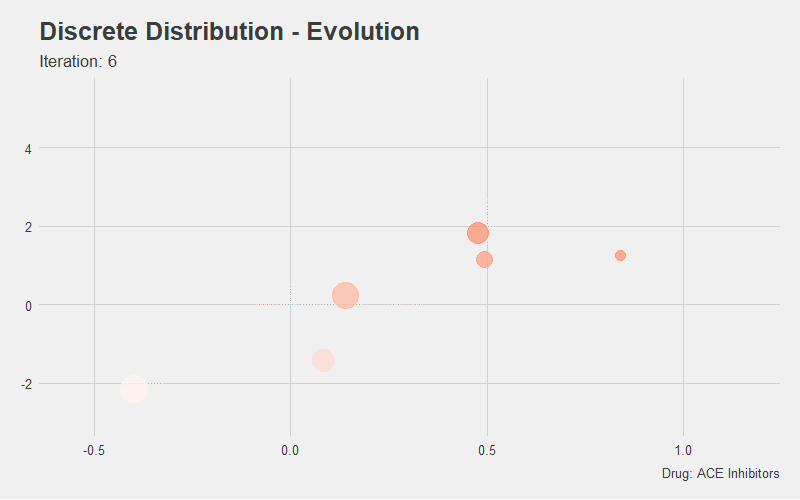 Discrete Distribution - Evolution
Iteration: 6
4
2
0
-2
-0.5 0.0 0.5 1.0
Drug: ACE Inhibitors